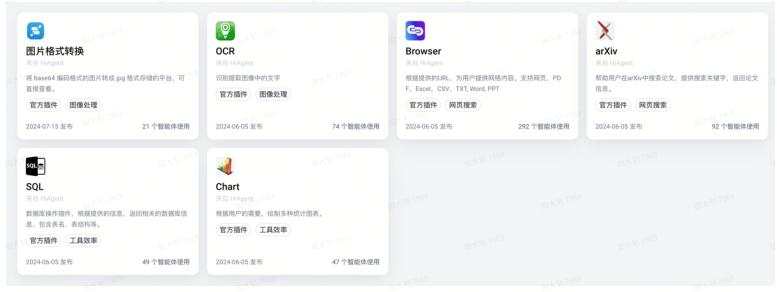 图片格式转换
来自 HiAgent
将 base64 编码格式的图片转成 jpg 格式存储的平台，可
直接查看。
官方插件 图像处理
2024-07-15 发布 21 个智能体使用
OCR
来自 HiAgent
识别提取图像中的文字
官方插件 图像处理
2024-06-05 发布 74 个智能体使用
Browser
来自 HiAgent
根据提供的URL，为用户提供网络内容。支持网页、PD
F、Excel、CSV、TXT, Word, PPT
官方插件 网页搜索
2024-06-05 发布 292 个智能体使用
arXiv
来自 HiAgent
帮助用户在arXiv中搜索论文，提供搜索关键字，返回论文
信息。
官方插件 网页搜索
2024-06-05 发布 92 个智能体使用
SQL
SQL
来自 HiAgent
数据库操作插件，根据提供的信息，返回相关的数据库信
息，包含表名、表结构等。
官方插件 工具效率
2024-06-05 发布 49 个智能体使用
Chart
来自 HiAgent
根据用户的需要，绘制多种统计图表。
官方插件 工具效率
2024-06-05 发布 47 个智能体使用